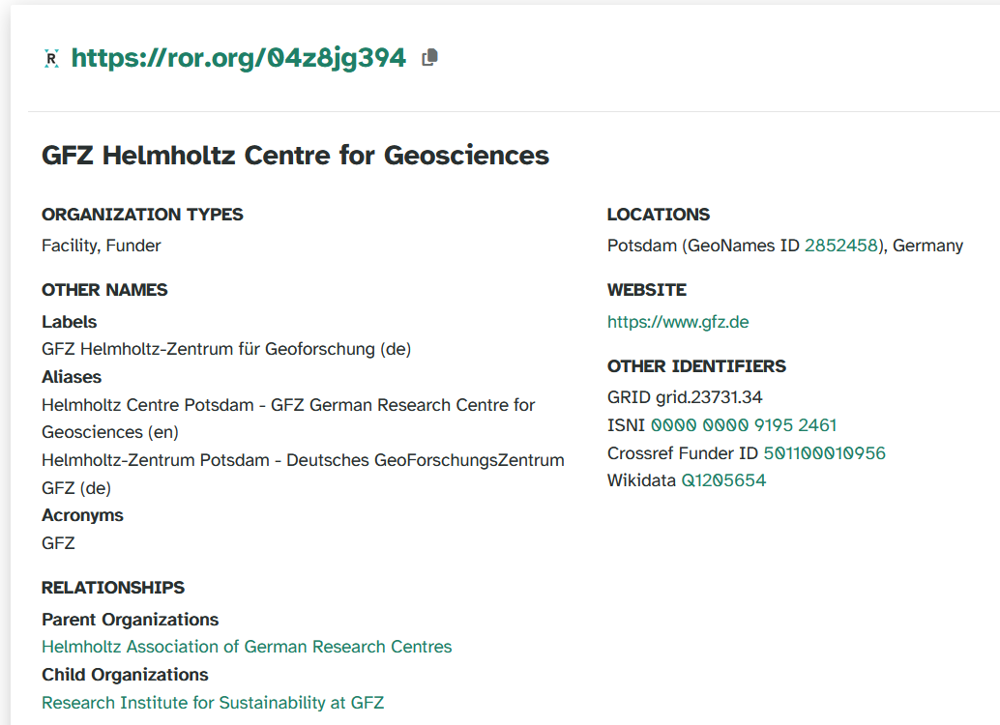 R https://ror.org/04z8jg394
GFZ Helmholtz Centre for Geosciences
ORGANIZATION TYPES
Facility, Funder
OTHER NAMES
Labels
GFZ Helmholtz-Zentrum für Geoforschung (de)
Aliases
Helmholtz Centre Potsdam - GFZ German Research Centre for
Geosciences (en)
Helmholtz-Zentrum Potsdam - Deutsches GeoForschungsZentrum
GFZ (de)
Acronyms
GFZ
RELATIONSHIPS
Parent Organizations
Helmholtz Association of German Research Centres
Child Organizations
Research Institute for Sustainability at GFZ
LOCATIONS
Potsdam (GeoNames ID 2852458), Germany
WEBSITE
https://www.gfz.de
OTHER IDENTIFIERS
GRID grid.23731.34
ISNI 0000 0000 9195 2461
Crossref Funder ID 501100010956
Wikidata Q1205654